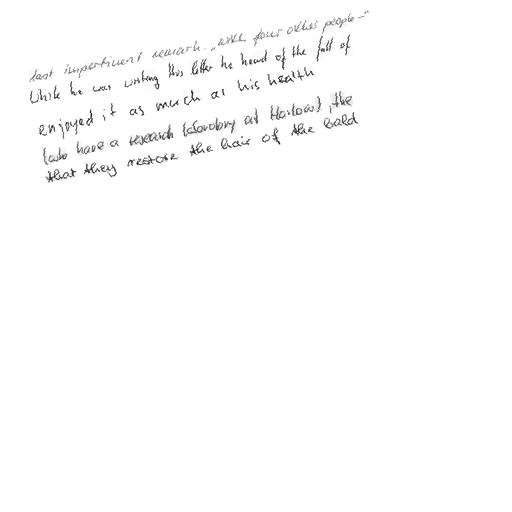 last impertinent remark. "with four other people-"
While he was writing this letter he heard of the fall of
enjoyed it as much as his health
(who have a research laboratory at Harlow), the
that they restore the hair of the bald